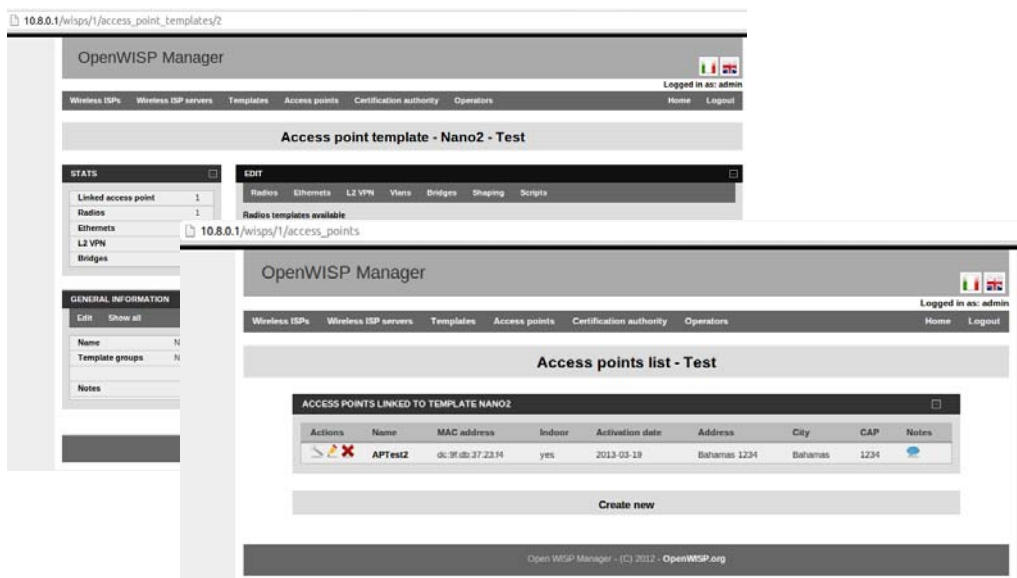 10.8.0.1/wisps/1/access_point_templates/2
OpenWISP Manager
Logged in as: admin
Wireless ISPs Wireless ISP servers Templates Access points Certification authority Operators Home Logout
Access point template - Nano2 - Test
STATS
Linked access point 1
Radios 1
Ethernets
L2 VPN
Bridges
EDIT
Radios Ethernets L2 VPN Vlans Bridges Shaping Scripts
Radios templates available
GENERAL INFORMATION
Edit Show all
Name N
Template groups N
Notes
10.8.0.1/wisps/1/access_points
OpenWISP Manager
Logged in as: admin
Wireless ISPs Wireless ISP servers Templates Access points Certification authority Operators Home Logout
Access points list - Test
ACCESS POINTS LINKED TO TEMPLATE NANO2
Actions Name MAC address Indoor Activation date Address City CAP Notes
APTest2 dc:9f:db:37:23:f4 yes 2013-03-19 Bahamas 1234 Bahamas 1234
Create new
Open WISP Manager - (C) 2012 - OpenWISP.org